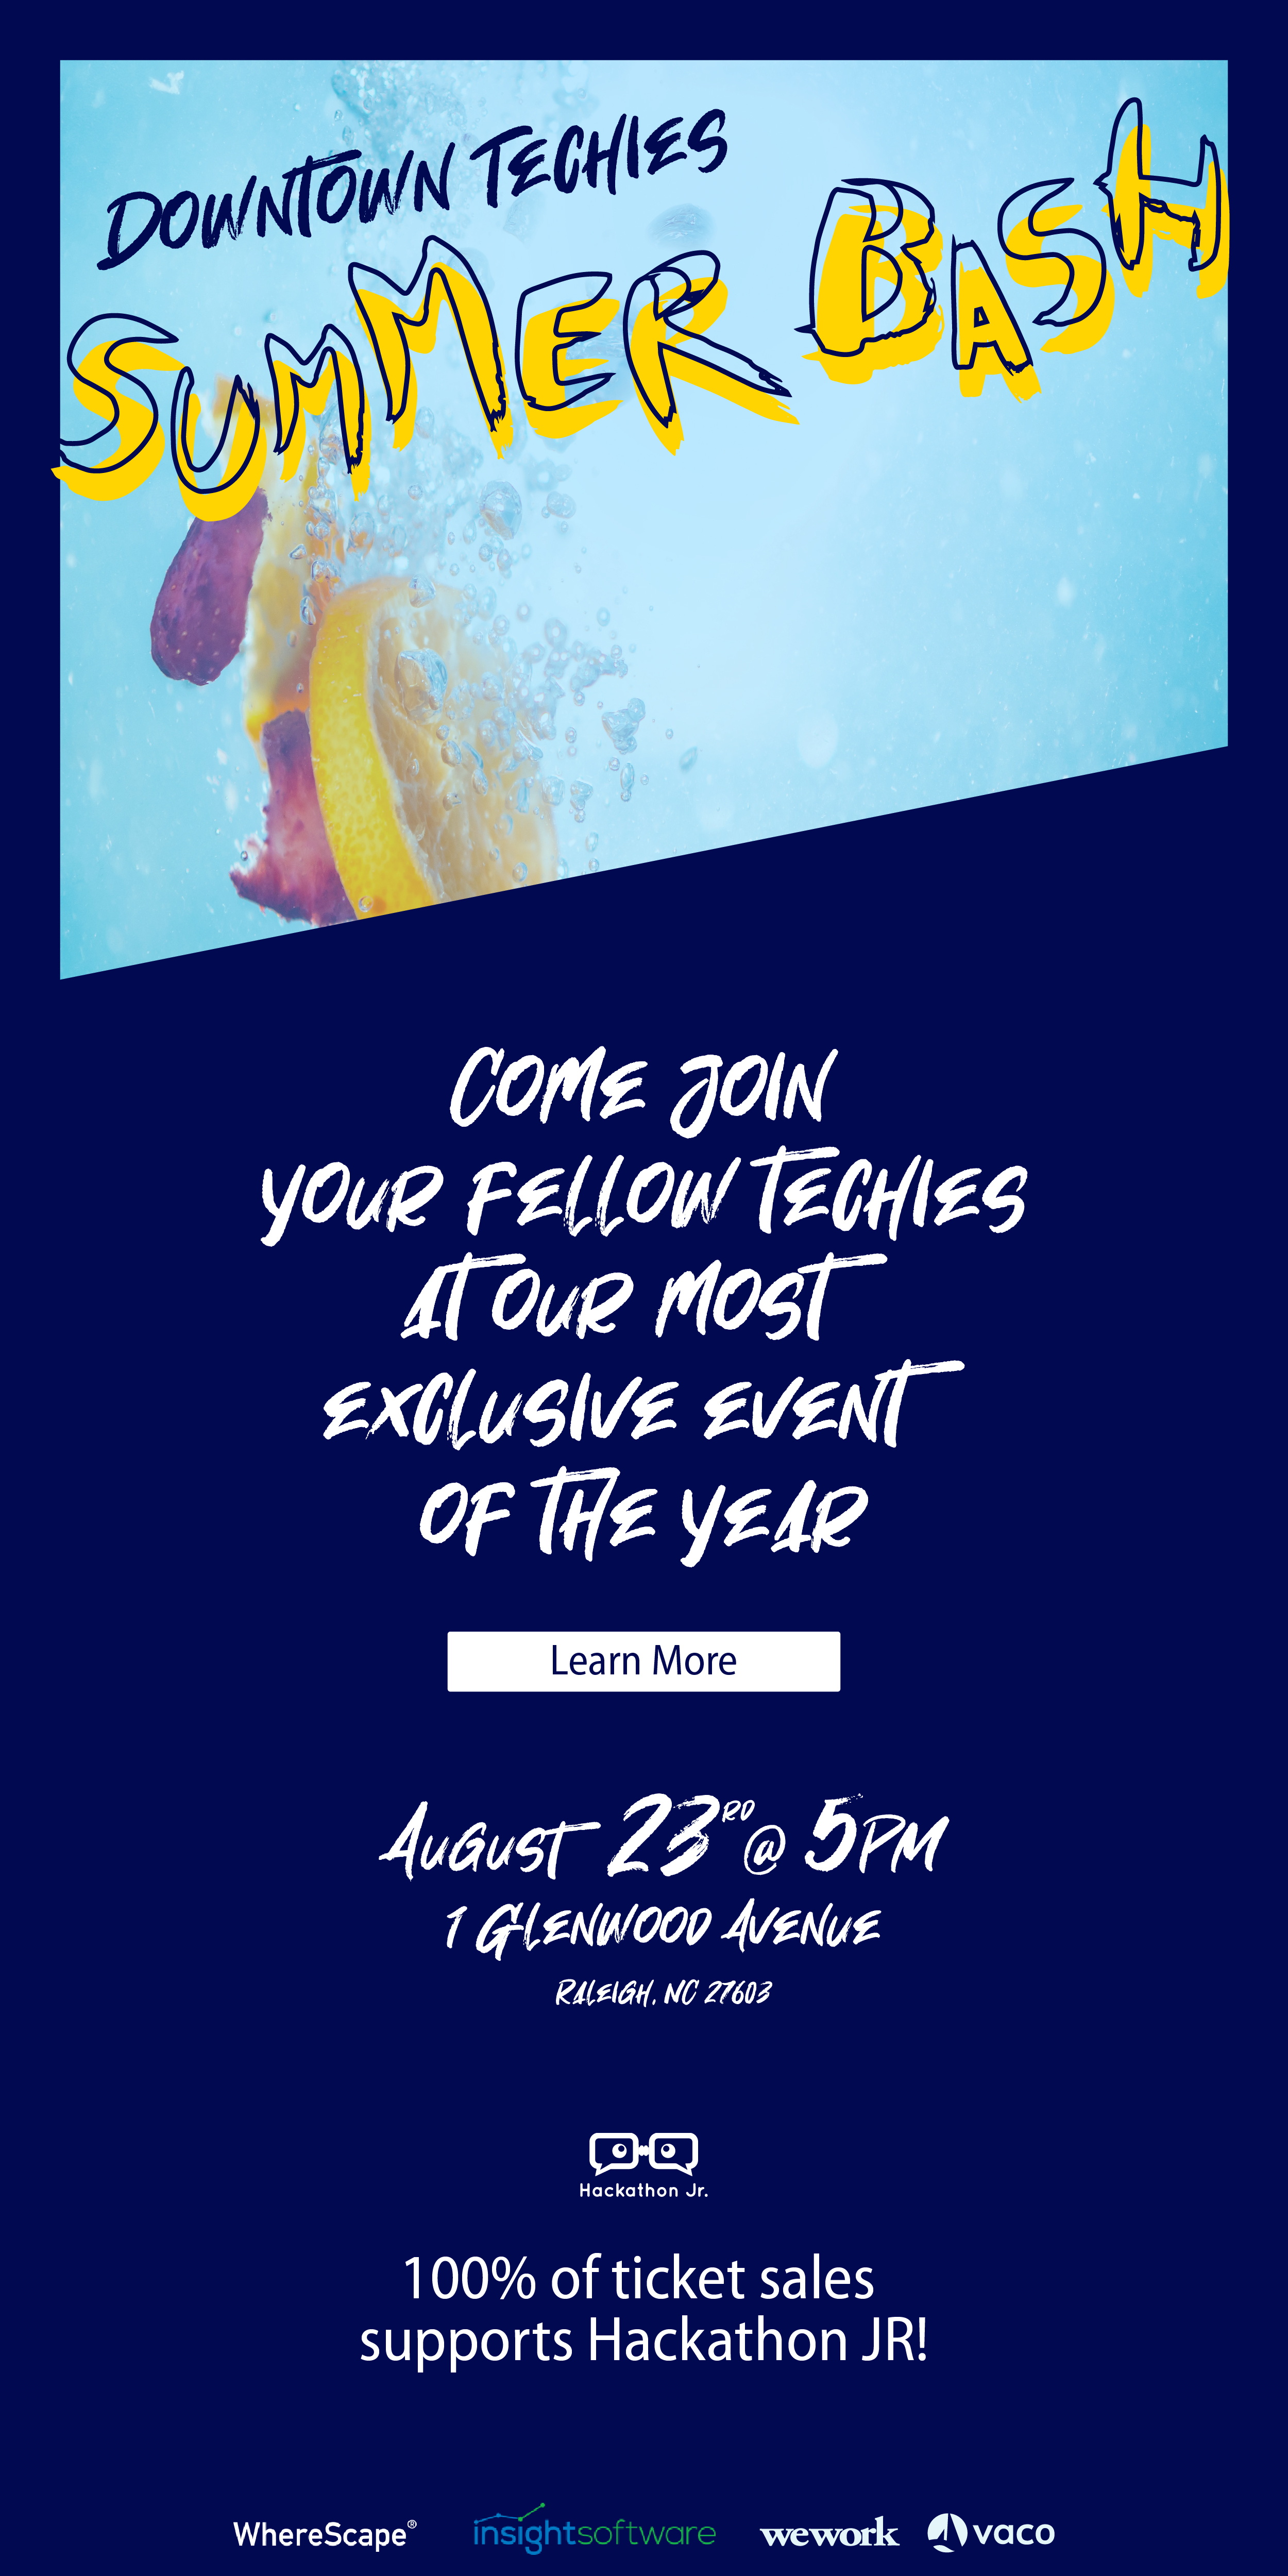 DOWNTOWN TECHIES
SUMMER BASH
COME JOIN
YOUR FELLOW TECHIES
AT OUR MOST
EXCLUSIVE EVENT
OF THE YEAR
Learn More
AUGUST 23RD @ 5PM
1 GLENWOOD AVENUE
RALEIGH, NC 27603
Hackathon Jr.
100% of ticket sales
supports Hackathon JR!
WhereScape® insightsoftware wework vaco